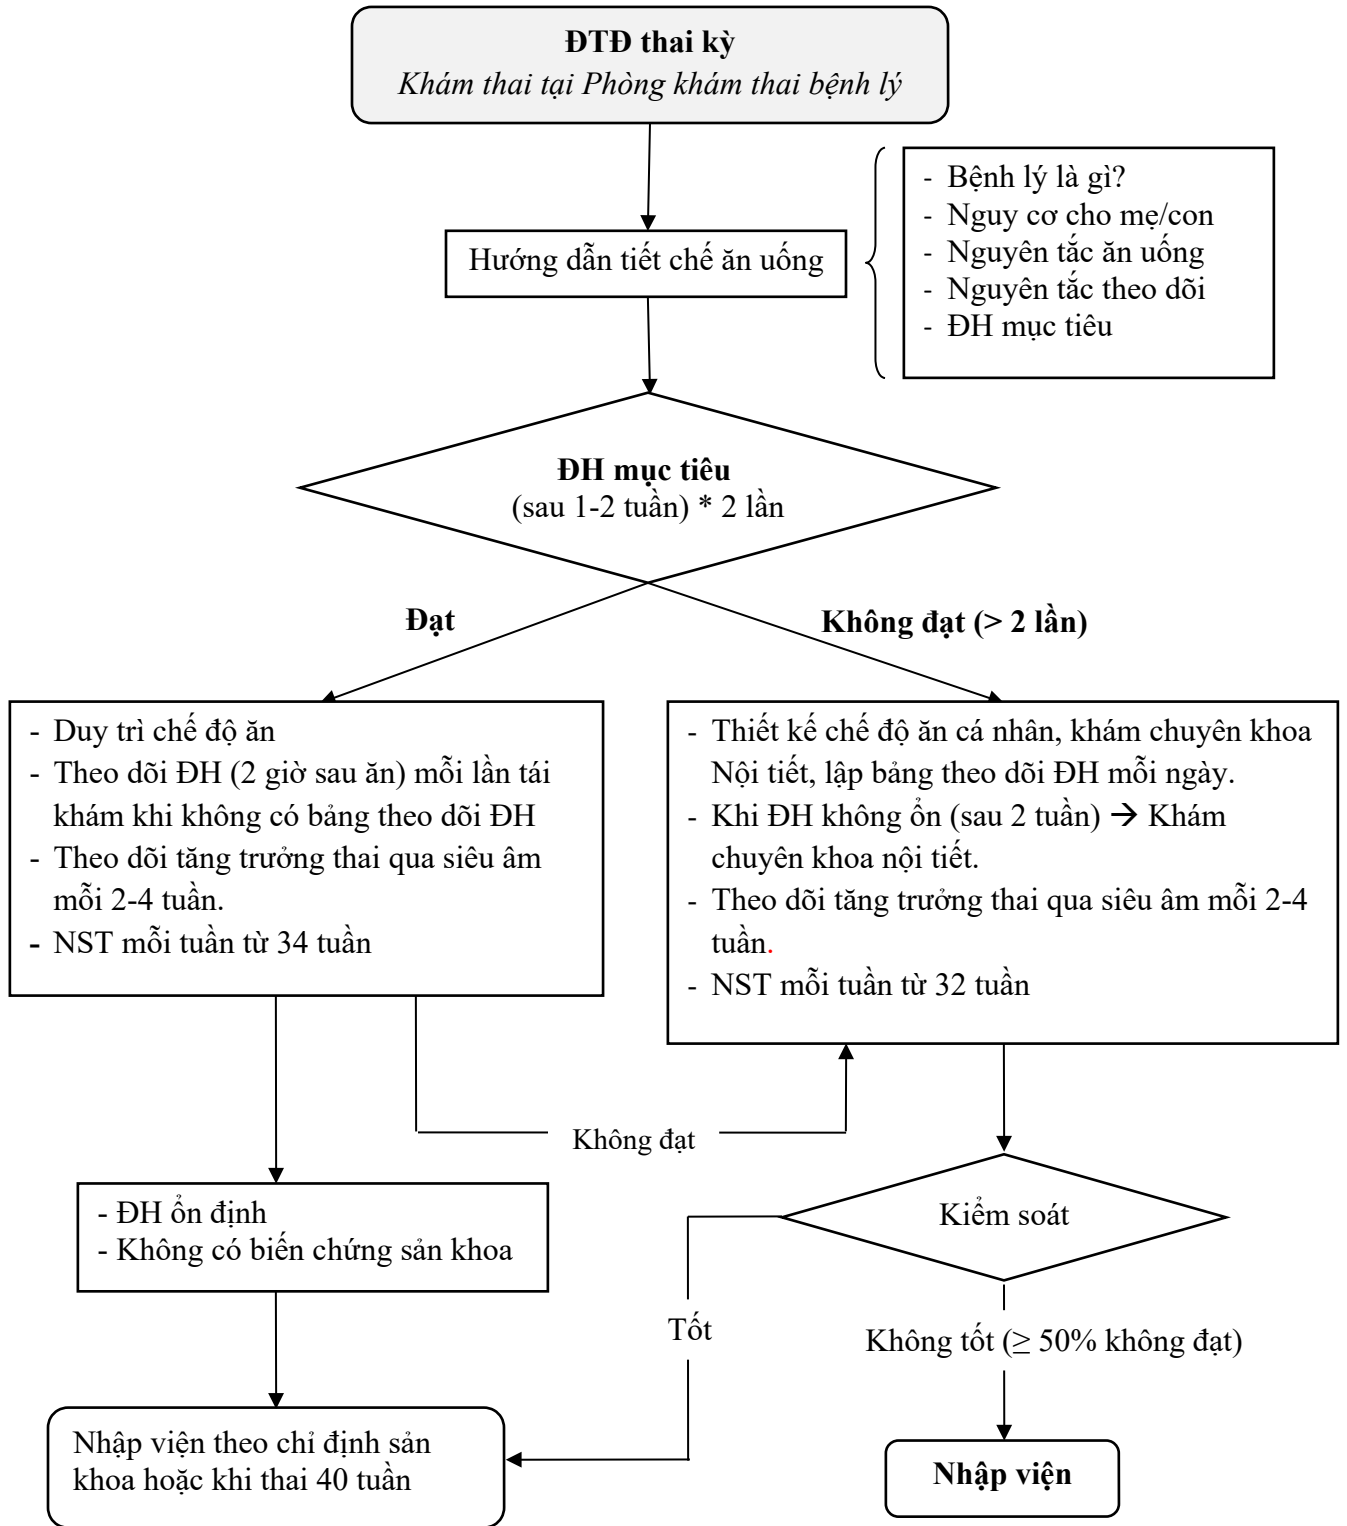 ĐTĐ thai kỳ
Khám thai tại Phòng khám thai bệnh lý
Hướng dẫn tiết chế ăn uống
- Bệnh lý là gì?
- Nguy cơ cho mẹ/con
- Nguyên tắc ăn uống
- Nguyên tắc theo dõi
- ĐH mục tiêu
ĐH mục tiêu
(sau 1-2 tuần) * 2 lần
Đạt
Không đạt (> 2 lần)
- Duy trì chế độ ăn
- Theo dõi ĐH (2 giờ sau ăn) mỗi lần tái
khám khi không có bảng theo dõi ĐH
- Theo dõi tăng trưởng thai qua siêu âm
mỗi 2-4 tuần.
- NST mỗi tuần từ 34 tuần
- Thiết kế chế độ ăn cá nhân, khám chuyên khoa
Nội tiết, lập bảng theo dõi ĐH mỗi ngày.
- Khi ĐH không ổn (sau 2 tuần) → Khám
chuyên khoa nội tiết.
- Theo dõi tăng trưởng thai qua siêu âm mỗi 2-4
tuần.
- NST mỗi tuần từ 32 tuần
Không đạt
- ĐH ổn định
- Không có biến chứng sản khoa
Kiểm soát
Tốt
Không tốt (≥ 50% không đạt)
Nhập viện theo chỉ định sản
khoa hoặc khi thai 40 tuần
Nhập viện